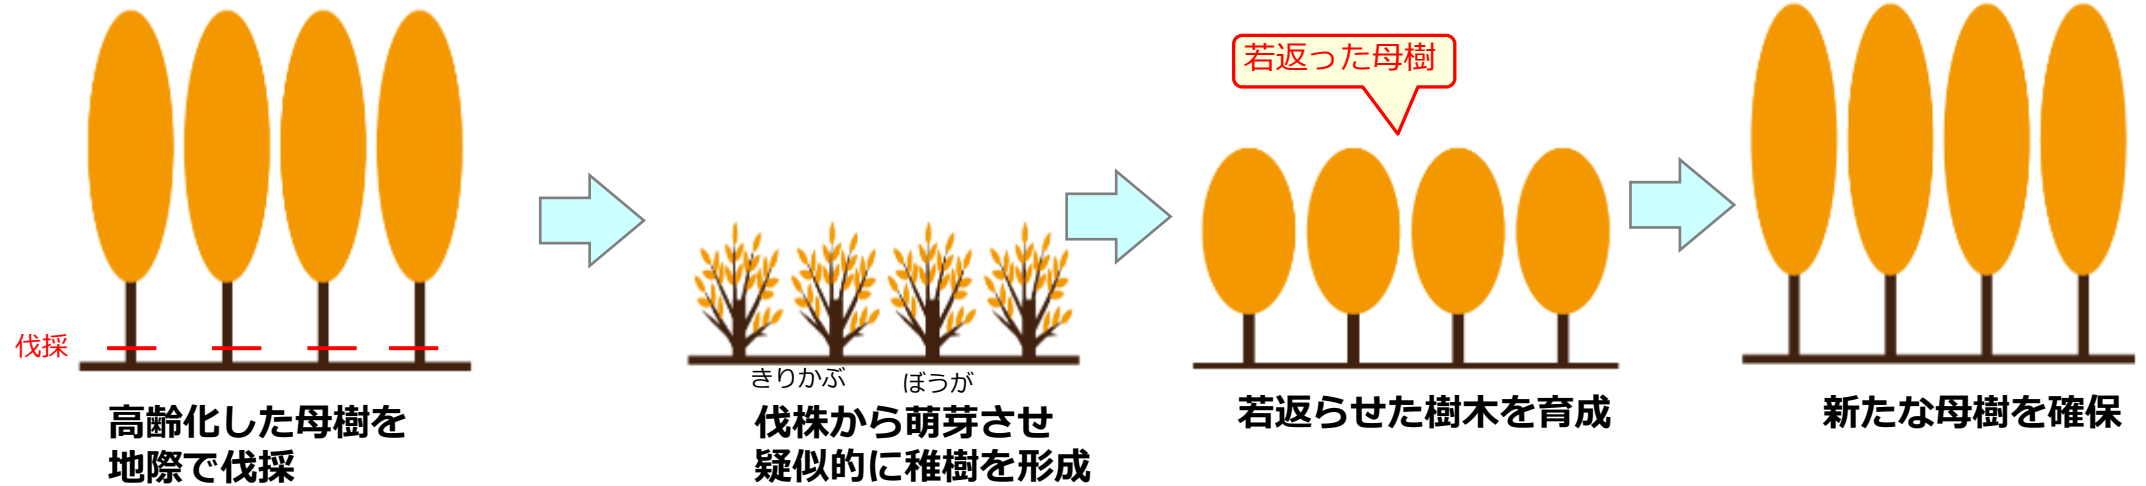 若返った母樹
伐採
高齢化した母樹を
地際で伐採
きりかぶ ぼうが
伐株から萌芽させ
疑似的に稚樹を形成
若返らせた樹木を育成
新たな母樹を確保